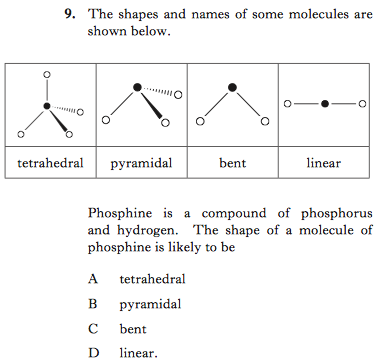 9. The shapes and names of some molecules are
shown below.
tetrahedral pyramidal bent linear
Phosphine is a compound of phosphorus
and hydrogen. The shape of a molecule of
phosphine is likely to be
A tetrahedral
B pyramidal
C bent
D linear.